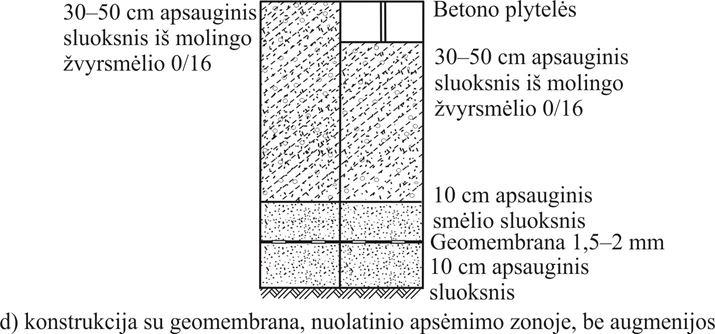 30–50 cm apsauginis
sluoksnis iš molingo
žvyrsmėlio 0/16
Betono plytelės
30–50 cm apsauginis
sluoksnis iš molingo
žvyrsmėlio 0/16
10 cm apsauginis
smėlio sluoksnis
Geomembrana 1,5–2 mm
10 cm apsauginis
sluoksnis
d) konstrukcija su geomembrana, nuolatinio apsėmimo zonoje, be augmenijos